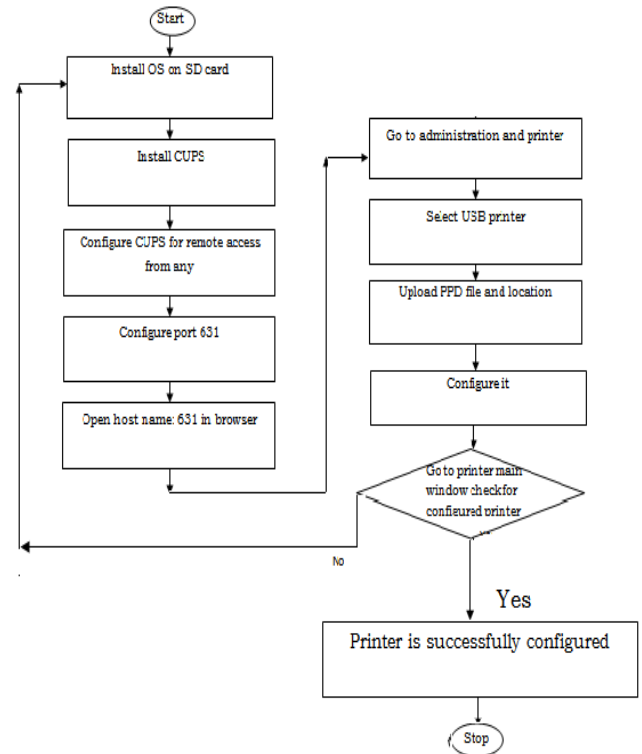 Start
Install OS on SD card
Install CUPS
Configure CUPS for remote access
from any
Configure port 631
Open host name: 631 in browser
Go to administration and printer
Select USB printer
Upload PPD file and location
Configure it
Go to printer main
window check for
configured printer
No
Yes
Printer is successfully configured
Stop